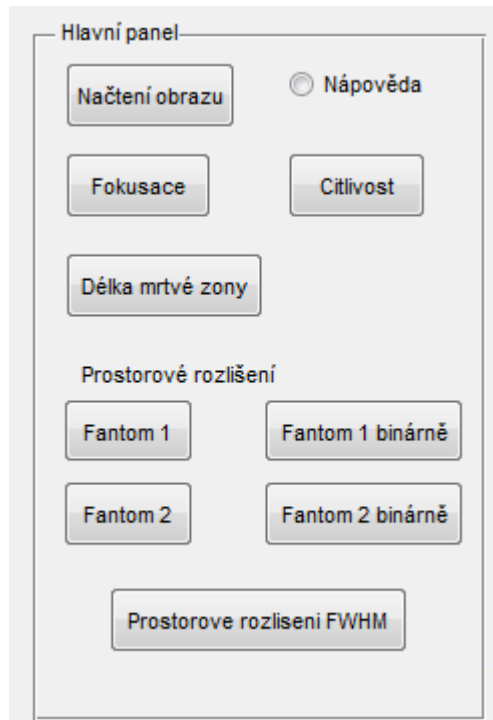 Hlavní panel
Načtení obrazu
Nápověda
Fokusace
Citlivost
Délka mrtvé zony
Prostorové rozlišení
Fantom 1
Fantom 1 binárně
Fantom 2
Fantom 2 binárně
Prostorove rozliseni FWHM